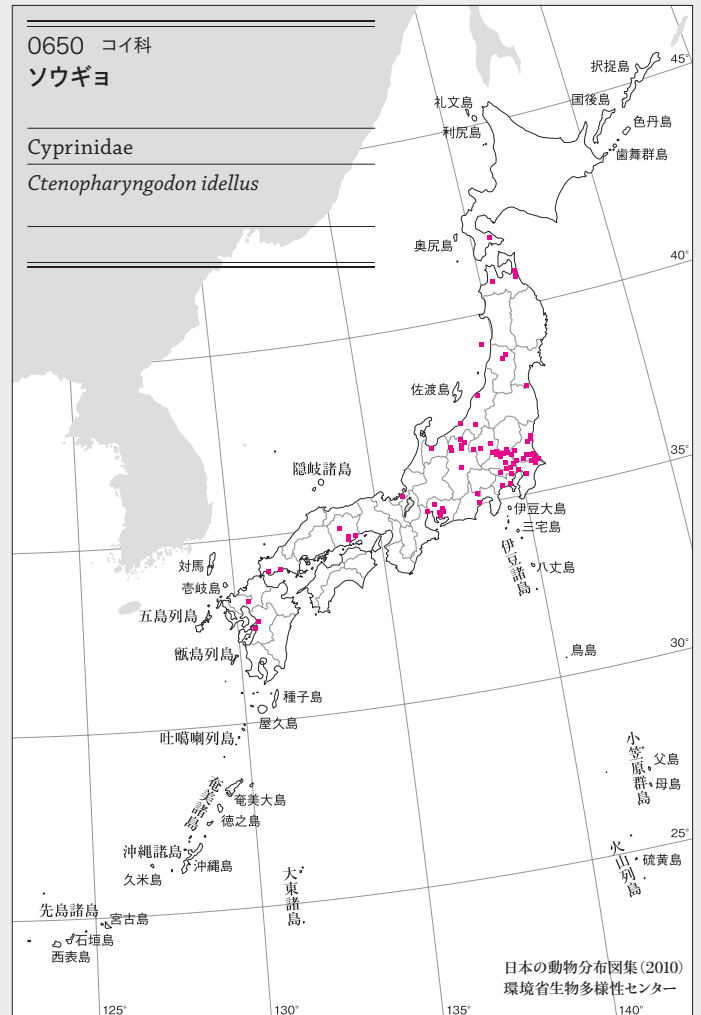 0650 コイ科
ソウギョ
Cyprinidae
Ctenopharyngodon idellus
45°
択捉島
国後島
礼文島
色丹島
利尻島
歯舞群島
奥尻島
40°
佐渡島
35°
隠岐諸島
伊豆大島
三宅島
伊豆諸島
八丈島
対馬
壱岐島
五島列島
甑島列島
鳥島
30°
種子島
屋久島
吐噶喇列島
小笠原群島
父島
母島
奄美諸島
奄美大島
徳之島
25°
火山列島
硫黄島
沖縄諸島
沖縄島
久米島
大東諸島
先島諸島
宮古島
石垣島
西表島
日本の動物分布図集(2010)
環境省生物多様性センター
125°
130°
135°
140°